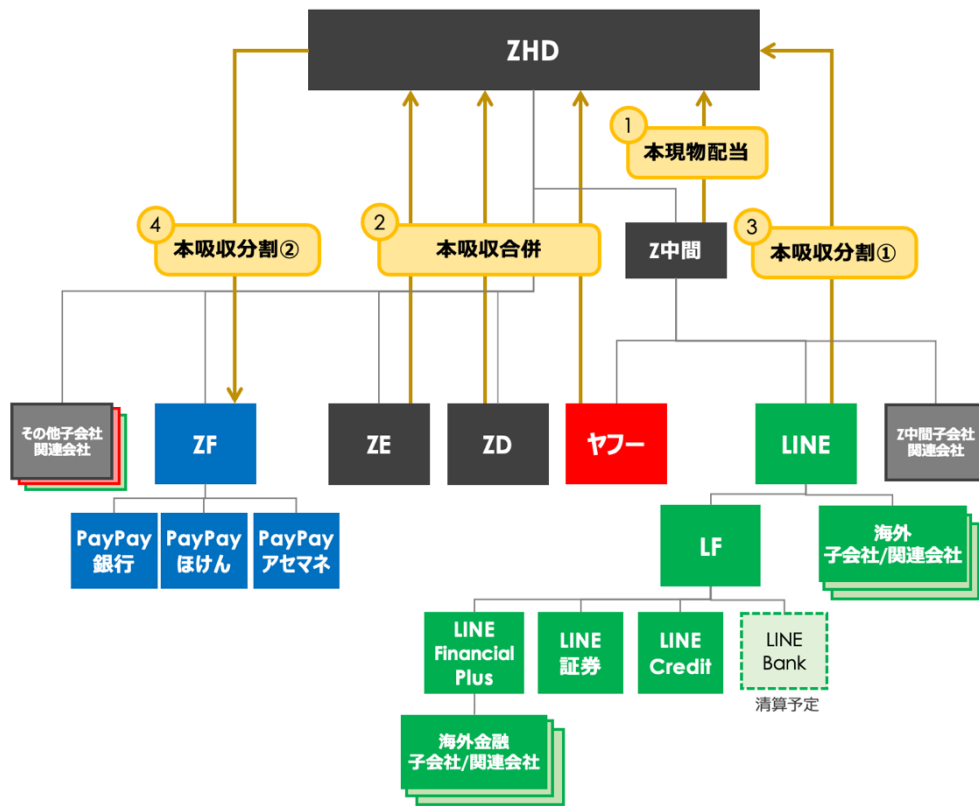 ZHD
1
本現物配当
4
本吸収分割②
2
本吸収合併
Z中間
3
本吸収分割①
その他子会社
関連会社
ZF
ZE
ZD
ヤフー
LINE
Z中間子会社
関連会社
PayPay
銀行
PayPay
ほけん
PayPay
アセマネ
LF
海外
子会社/関連会社
LINE
Financial
Plus
LINE
証券
LINE
Credit
LINE
Bank
清算予定
海外金融
子会社/関連会社